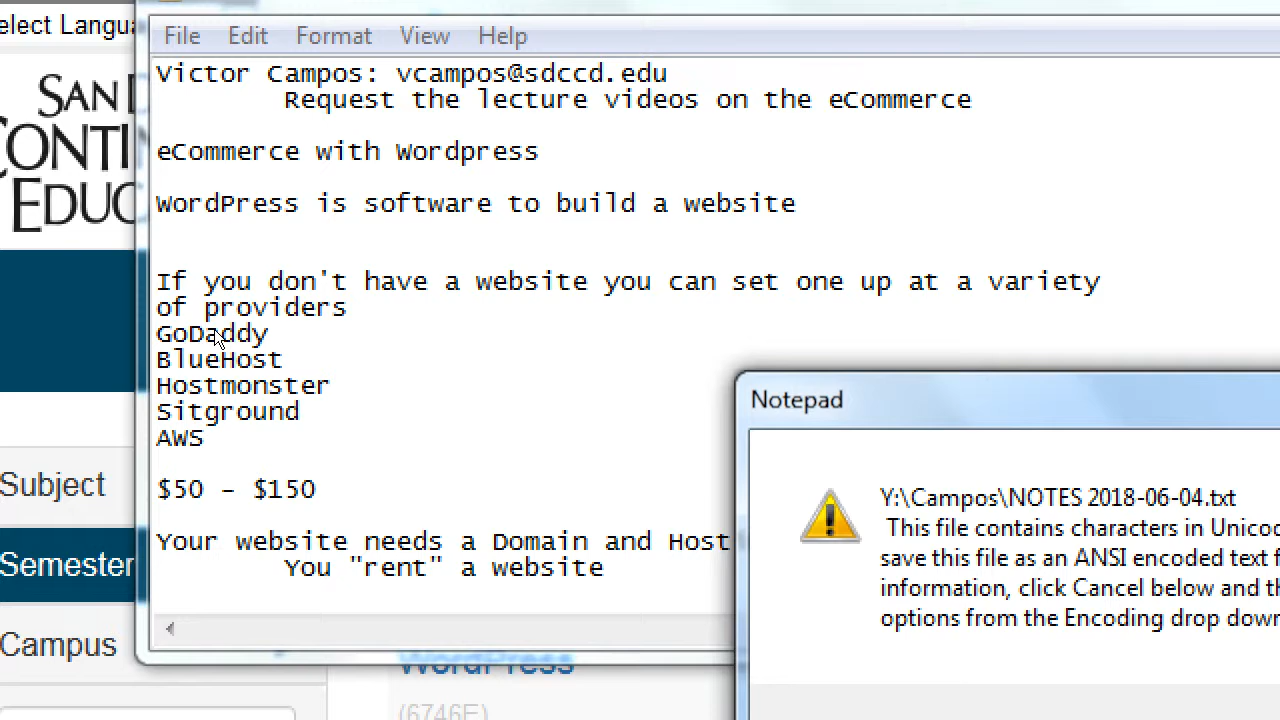 elect Langua
SAN D
CONTI
EDUC
Subject
Semester
Campus
File Edit Format View Help
Victor Campos: vcampos@sdccd.edu
Request the lecture videos on the eCommerce
eCommerce with Wordpress
WordPress is software to build a website
If you don't have a website you can set one up at a variety
of providers
GoDaddy
BlueHost
Hostmonster
Sitground
AWS
$50 - $150
Your website needs a Domain and Host
You "rent" a website
WordPress
(6746E)
Notepad
Y:\Campos\NOTES 2018-06-04.txt
This file contains characters in Unico
save this file as an ANSI encoded text f
information, click Cancel below and th
options from the Encoding drop down